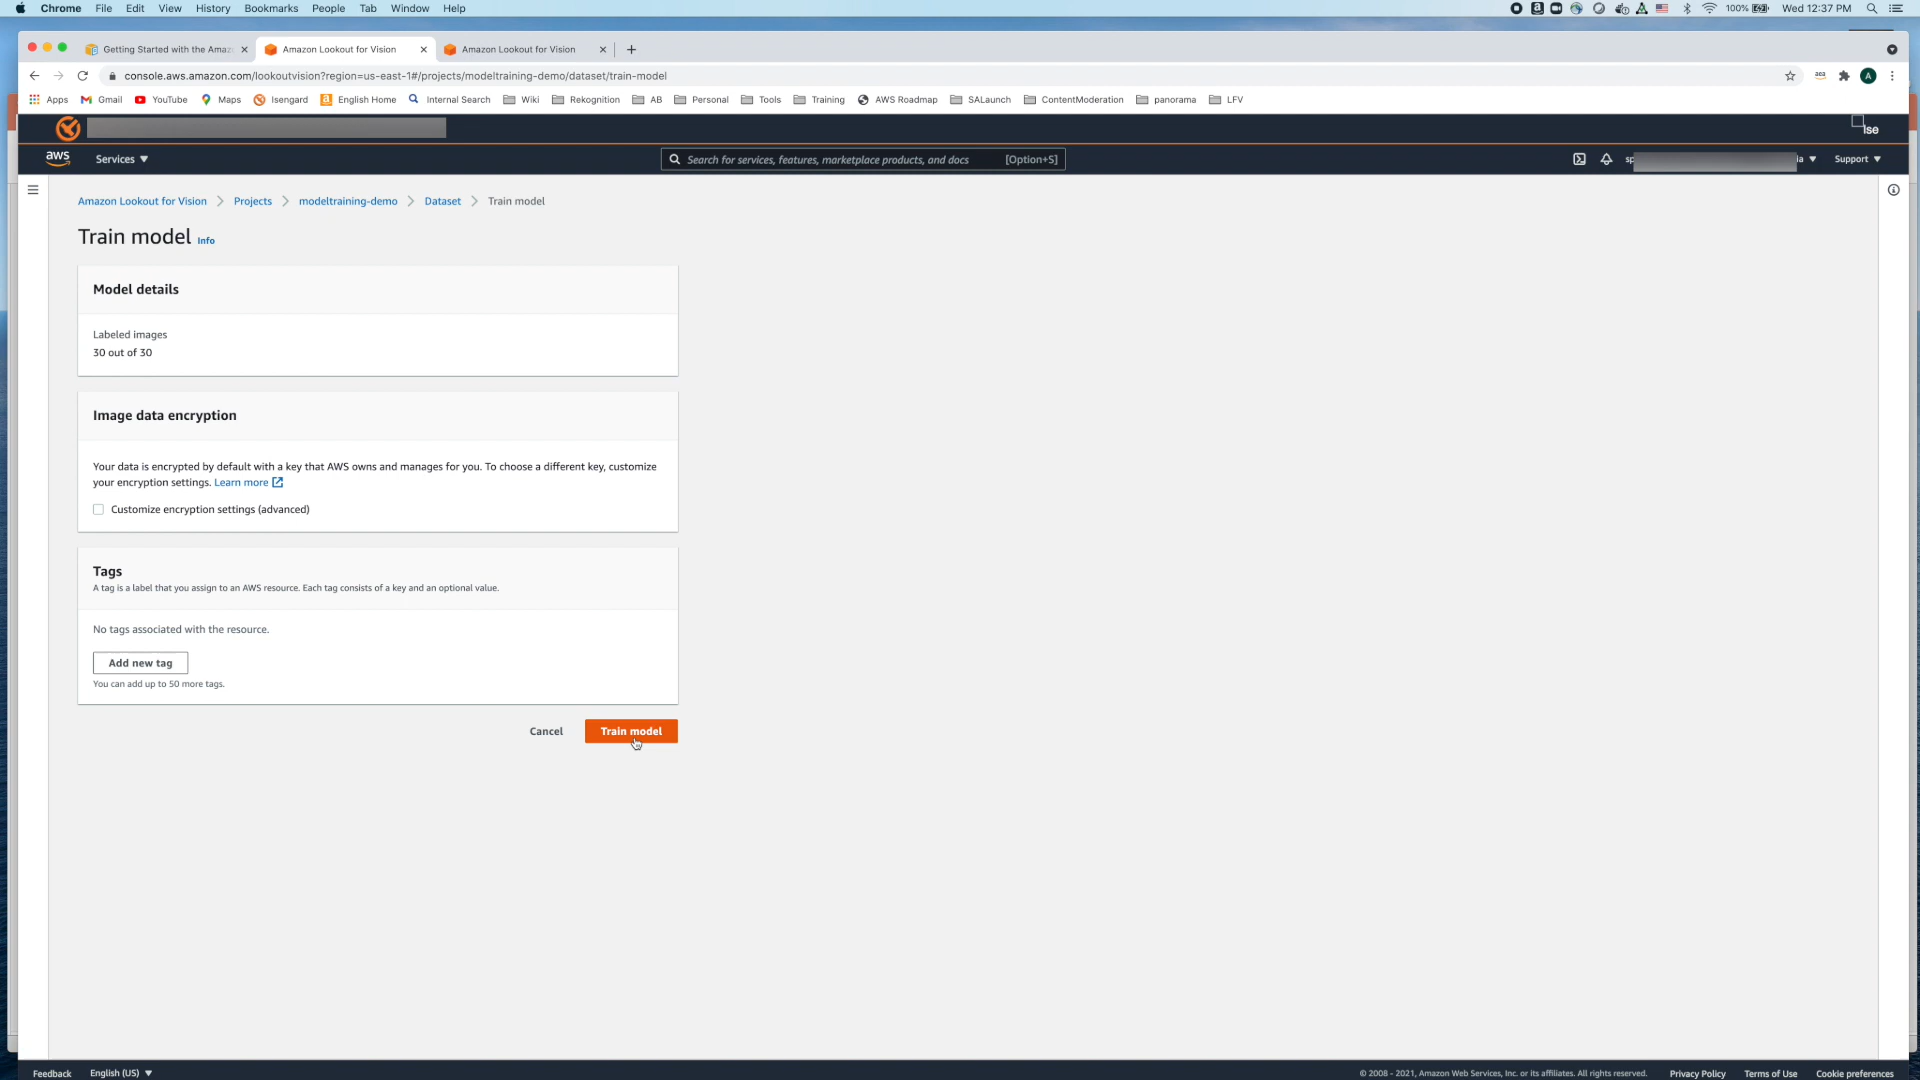 Chrome File Edit View History Bookmarks People Tab Window Help 100% Wed 12:37 PM
Getting Started with the Amaz Amazon Lookout for Vision Amazon Lookout for Vision
console.aws.amazon.com/lookoutvision?region=us-east-1#/projects/modeltraining-demo/dataset/train-model A
Apps Gmail YouTube Maps Isengard English Home Internal Search Wiki Rekognition AB Personal Tools Training AWS Roadmap SALaunch ContentModeration panorama LFV
lse
aws Services Search for services, features, marketplace products, and docs [Option+S] sp ia Support
Amazon Lookout for Vision Projects modeltraining-demo Dataset Train model
Train model Info
Model details
Labeled images
30 out of 30
Image data encryption
Your data is encrypted by default with a key that AWS owns and manages for you. To choose a different key, customize
your encryption settings. Learn more
Customize encryption settings (advanced)
Tags
A tag is a label that you assign to an AWS resource. Each tag consists of a key and an optional value.
No tags associated with the resource.
Add new tag
You can add up to 50 more tags.
Cancel Train model
Feedback English (US) © 2008 - 2021, Amazon Web Services, Inc. or its affiliates. All rights reserved. Privacy Policy Terms of Use Cookie preferences